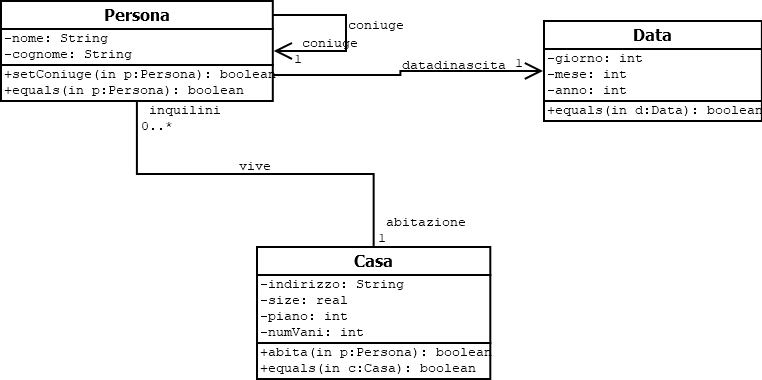 Persona
-nome: String
-cognome: String
+setConiuge(in p:Persona): boolean
+equals(in p:Persona): boolean
coniuge
coniuge
1
datadinascita 1
Data
-giorno: int
-mese: int
-anno: int
+equals(in d:Data): boolean
inquilini
0..*
vive
abitazione
1
Casa
-indirizzo: String
-size: real
-piano: int
-numVani: int
+abita(in p:Persona): boolean
+equals(in c:Casa): boolean